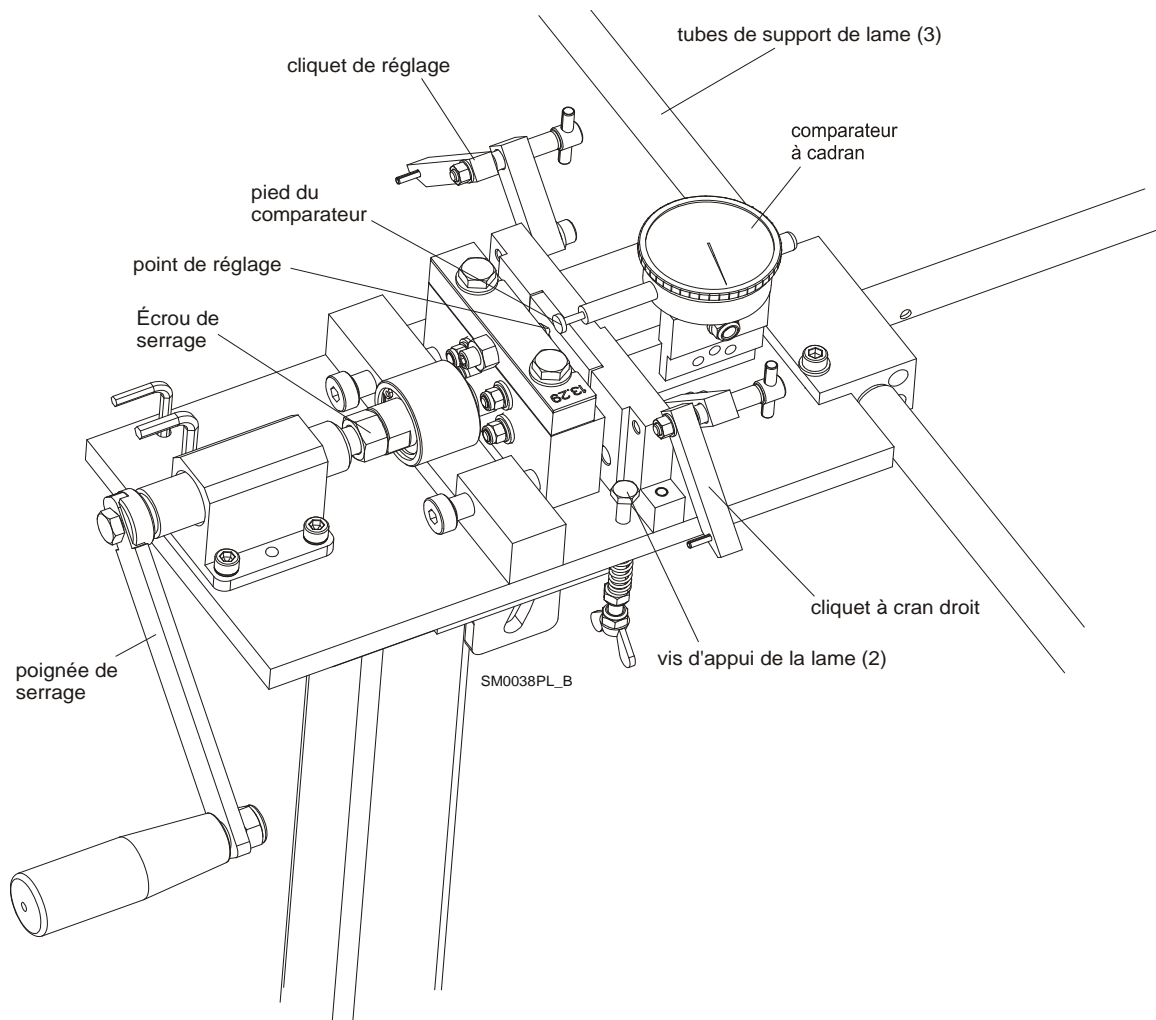 tubes de support de lame (3)
cliquet de réglage
comparateur
à cadran
pied du
comparateur
point de réglage
Écrou de
serrage
13.29
cliquet à cran droit
vis d'appui de la lame (2)
poignée de
serrage
SM0038PL_B